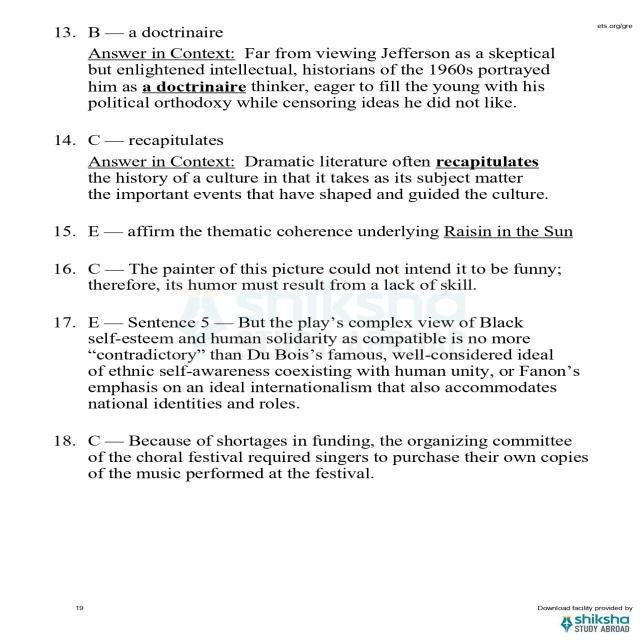 ets.org/gre
13. B — a doctrinaire
Answer in Context: Far from viewing Jefferson as a skeptical
but enlightened intellectual, historians of the 1960s portrayed
him as a doctrinaire thinker, eager to fill the young with his
political orthodoxy while censoring ideas he did not like.
14. C — recapitulates
Answer in Context: Dramatic literature often recapitulates
the history of a culture in that it takes as its subject matter
the important events that have shaped and guided the culture.
15. E — affirm the thematic coherence underlying Raisin in the Sun
16. C — The painter of this picture could not intend it to be funny;
therefore, its humor must result from a lack of skill.
shiksha
STUDY ABROAD
17. E — Sentence 5 — But the play’s complex view of Black
self-esteem and human solidarity as compatible is no more
“contradictory” than Du Bois’s famous, well-considered ideal
of ethnic self-awareness coexisting with human unity, or Fanon’s
emphasis on an ideal internationalism that also accommodates
national identities and roles.
18. C — Because of shortages in funding, the organizing committee
of the choral festival required singers to purchase their own copies
of the music performed at the festival.
19
Download facility provided by
shiksha
STUDY ABROAD